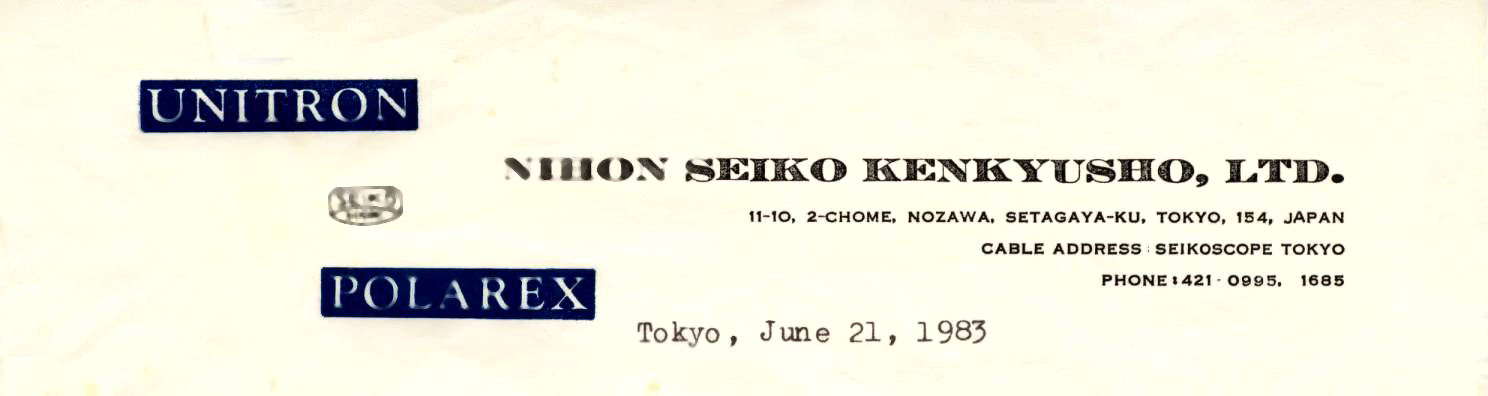 UNITRON
NIHON SEIKO KENKYUSHO, LTD.
SEIKO
11-10, 2-CHOME, NOZAWA, SETAGAYA-KU, TOKYO, 154, JAPAN
CABLE ADDRESS : SEIKOSCOPE TOKYO
POLAREX
PHONE : 421 - 0995, 1685
Tokyo, June 21, 1983